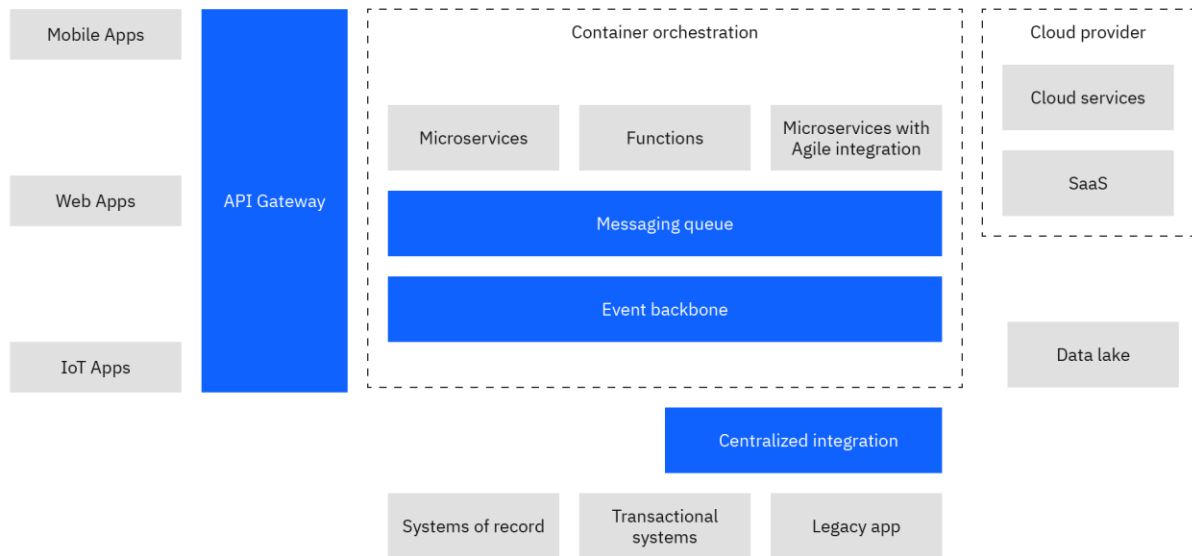 Mobile Apps
Web Apps
IoT Apps
API Gateway
Container orchestration
Microservices
Functions
Microservices with
Agile integration
Messaging queue
Event backbone
Centralized integration
Systems of record
Transactional
systems
Legacy app
Cloud provider
Cloud services
SaaS
Data lake